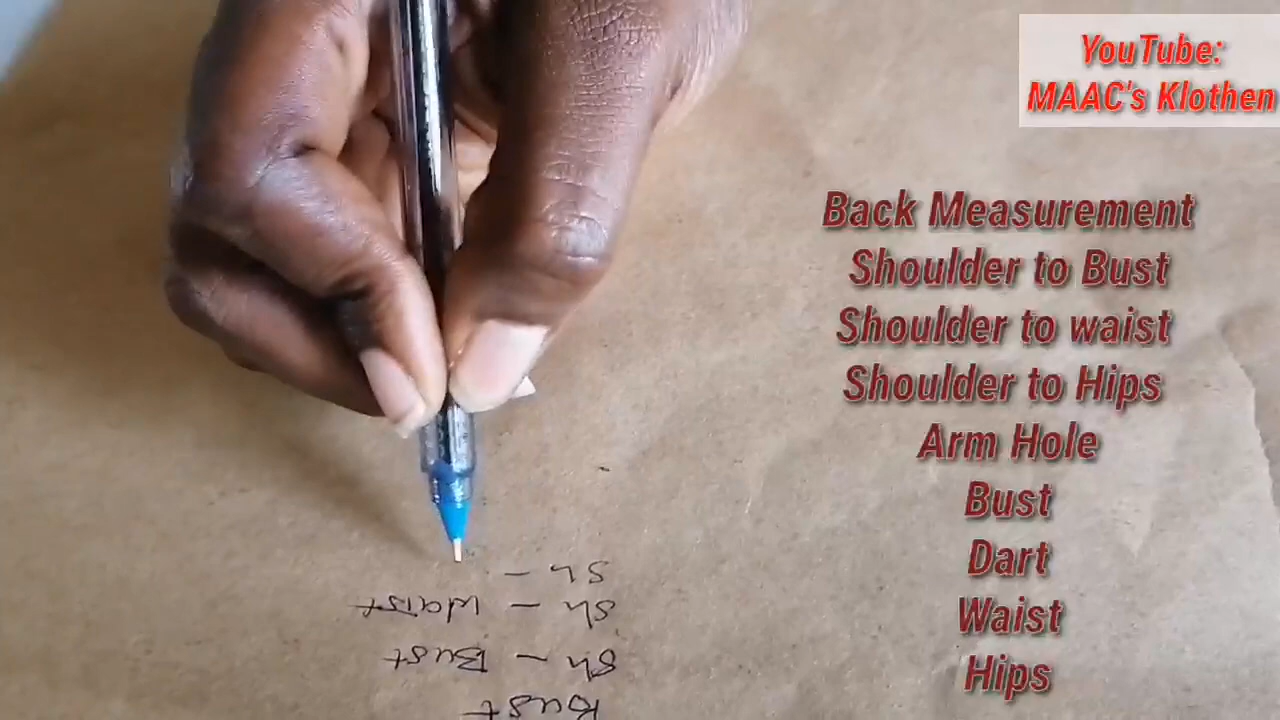 YouTube:
MAAC's Klothen
Back Measurement
Shoulder to Bust
Shoulder to waist
Shoulder to Hips
Arm Hole
Bust
Dart
Waist
Hips
Bust
Sh - Bust
Sh - Waist
Sh -